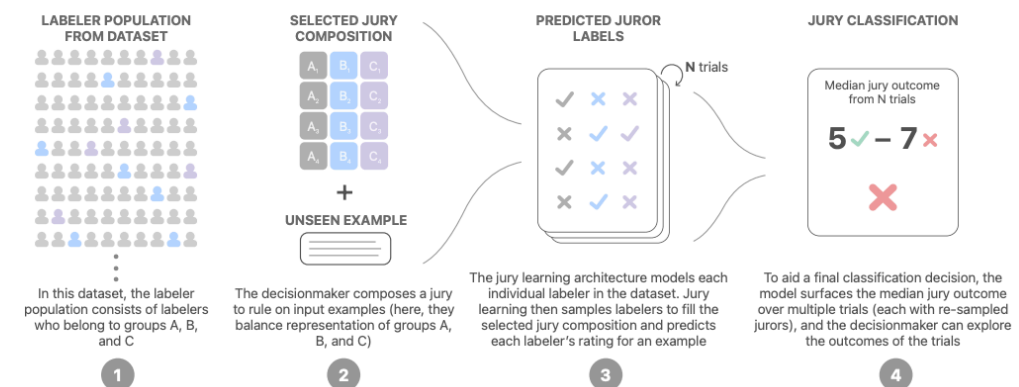 LABELER POPULATION
FROM DATASET
In this dataset, the labeler
population consists of labelers
who belong to groups A, B,
and C
1
SELECTED JURY
COMPOSITION
A₁ B₁ C₁
A₂ B₂ C₂
A₃ B₃ C₃
A₄ B₄ C₄
+
UNSEEN EXAMPLE
The decisionmaker composes a jury
to rule on input examples (here, they
balance representation of groups A,
B, and C)
2
PREDICTED JUROR
LABELS
N trials
The jury learning architecture models each
individual labeler in the dataset. Jury
learning then samples labelers to fill the
selected jury composition and predicts
each labeler's rating for an example
3
JURY CLASSIFICATION
Median jury outcome
from N trials
5 ✓ – 7 ×
To aid a final classification decision, the
model surfaces the median jury outcome
over multiple trials (each with re-sampled
jurors), and the decisionmaker can explore
the outcomes of the trials
4